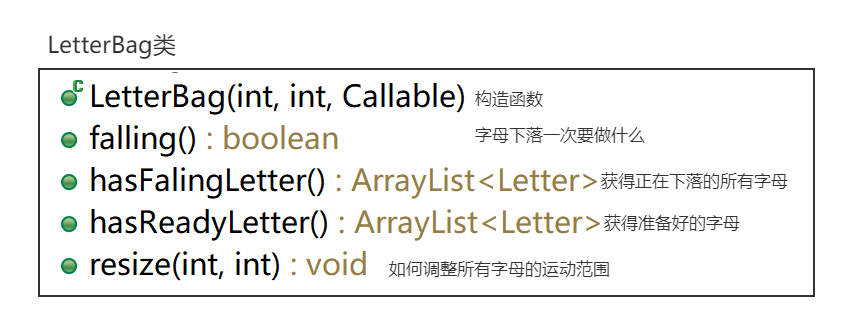 LetterBag类
LetterBag(int, int, Callable) 构造函数
falling() : boolean 字母下落一次要做什么
hasFalingLetter() : ArrayList<Letter> 获得正在下落的所有字母
hasReadyLetter() : ArrayList<Letter> 获得准备好的字母
resize(int, int) : void 如何调整所有字母的运动范围